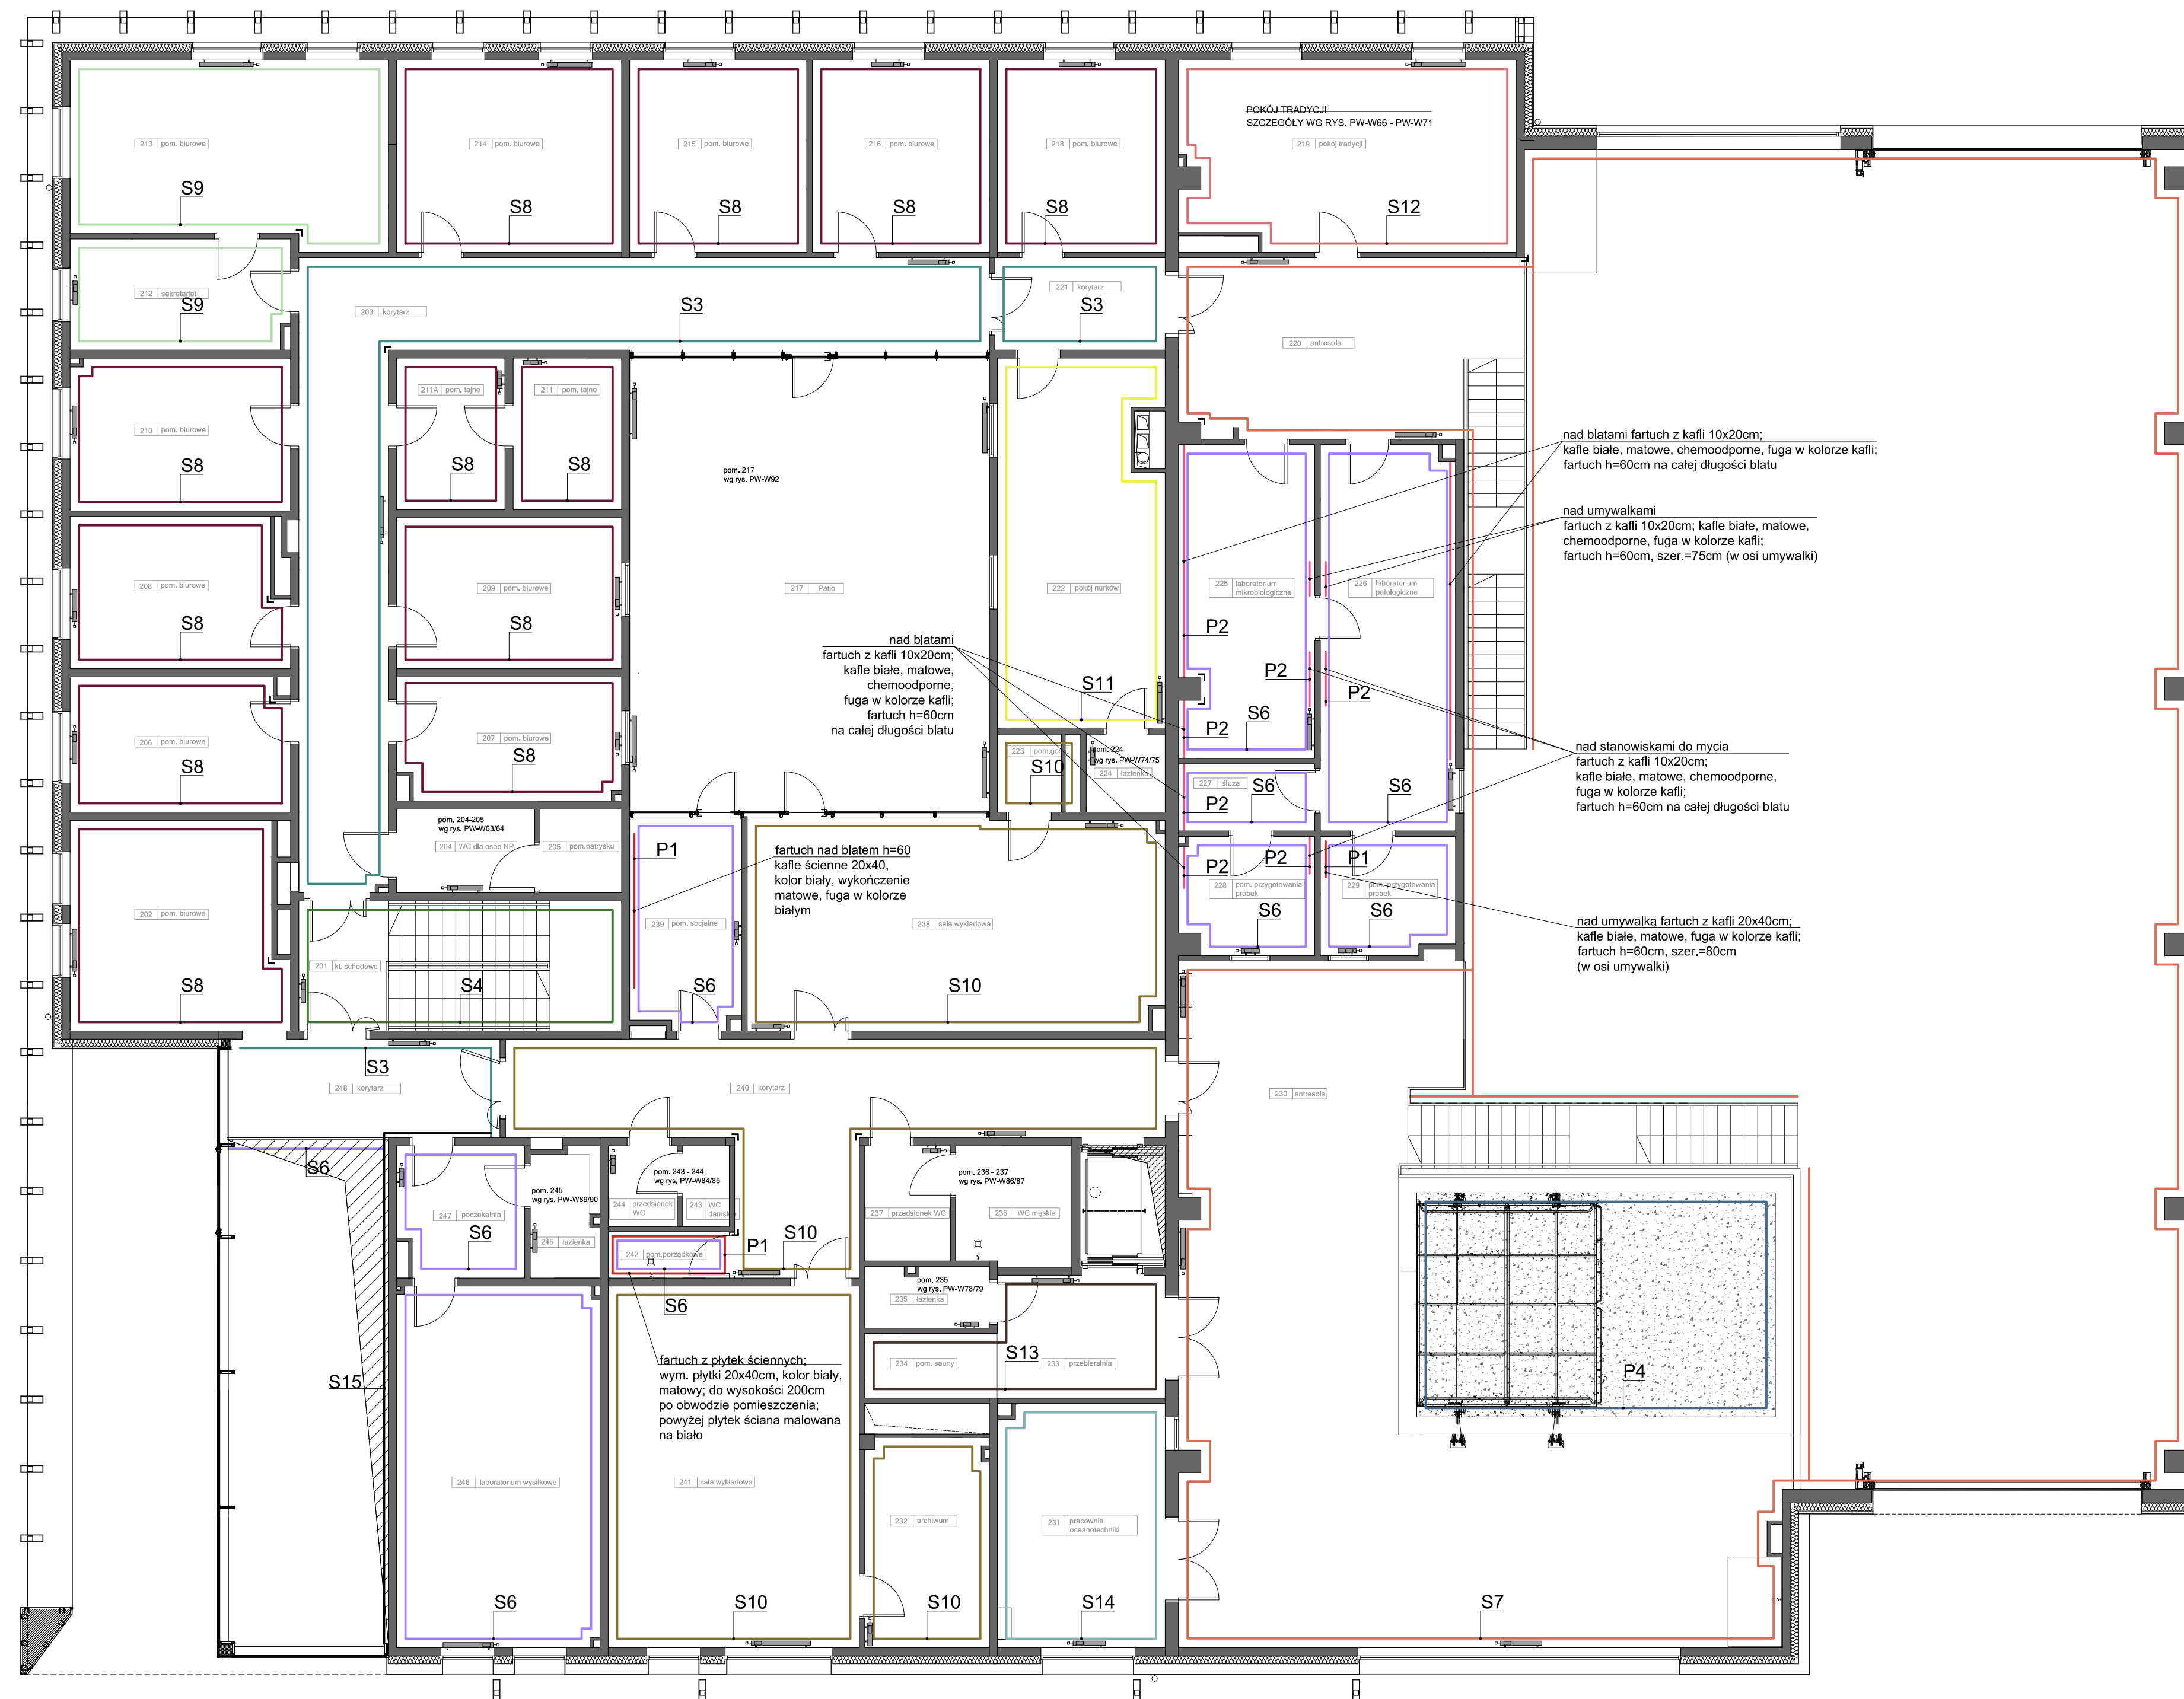 POKÓJ TRADYCJI
SZCZEGÓŁY WG RYS. PW-W66 - PW-W71
213 pom. biurowe
214 pom. biurowe
215 pom. biurowe
216 pom. biurowe
218 pom. biurowe
219 pokój tradycji
S9
S8
S8
S8
S8
S12
212 sekretariat
S9
203 korytarz
S3
221 korytarz
S3
220 antresola
211A pom. tajne
211 pom. tajne
210 pom. biurowe
S8
S8
S8
pom. 217
wg rys. PW-W92
nad blatami fartuch z kafli 10x20cm;
kafle białe, matowe, chemoodporne, fuga w kolorze kafli;
fartuch h=60cm na całej długości blatu
nad umywalkami
fartuch z kafli 10x20cm; kafle białe, matowe,
chemoodporne, fuga w kolorze kafli;
fartuch h=60cm, szer.=75cm (w osi umywalki)
208 pom. biurowe
209 pom. biurowe
217 Patio
222 pokój nurków
225 laboratorium
mikrobiologiczne
226 laboratorium
patologiczne
S8
S8
P2
nad blatami
fartuch z kafli 10x20cm;
kafle białe, matowe,
chemoodporne,
fuga w kolorze kafli;
fartuch h=60cm
na całej długości blatu
S11
P2
P2
P2
S6
206 pom. biurowe
207 pom. biurowe
S8
S8
223 pom.gosp
S10
pom. 224
wg rys. PW-W74/75
224 łazienka
227 śluza
S6
P2
S6
nad stanowiskami do mycia
fartuch z kafli 10x20cm;
kafle białe, matowe, chemoodporne,
fuga w kolorze kafli;
fartuch h=60cm na całej długości blatu
pom. 204-205
wg rys. PW-W63/64
204 WC dla osób NP
205 pom.natrysku
P1
fartuch nad blatem h=60
kafle ścienne 20x40,
kolor biały, wykończenie
matowe, fuga w kolorze
białym
P2
P2
P1
228 pom. przygotowania
próbek
229 pom. przygotowania
próbek
S6
S6
nad umywalką fartuch z kafli 20x40cm;
kafle białe, matowe, fuga w kolorze kafli;
fartuch h=60cm, szer.=80cm
(w osi umywalki)
202 pom. biurowe
S8
201 kl. schodowa
S4
239 pom. socjalne
S6
238 sala wykładowa
S10
S3
248 korytarz
240 korytarz
230 antresola
S6
247 poczekalnia
S6
pom. 245
wg rys. PW-W89/90
245 łazienka
pom. 243 - 244
wg rys. PW-W84/85
244 przedsionek
WC
243 WC
damskie
pom. 236 - 237
wg rys. PW-W86/87
237 przedsionek WC
236 WC męskie
242 pom.porządkowe
P1
S10
S6
pom. 235
wg rys. PW-W78/79
235 łazienka
S15
fartuch z płytek ściennych;
wym. płytki 20x40cm, kolor biały,
matowy; do wysokości 200cm
po obwodzie pomieszczenia;
powyżej płytek ściana malowana
na biało
234 pom. sauny
S13
233 przebieralnia
P4
246 laboratorium wysiłkowe
241 sala wykładowa
232 archiwum
231 pracownia
oceanotechniki
S6
S10
S10
S14
S7